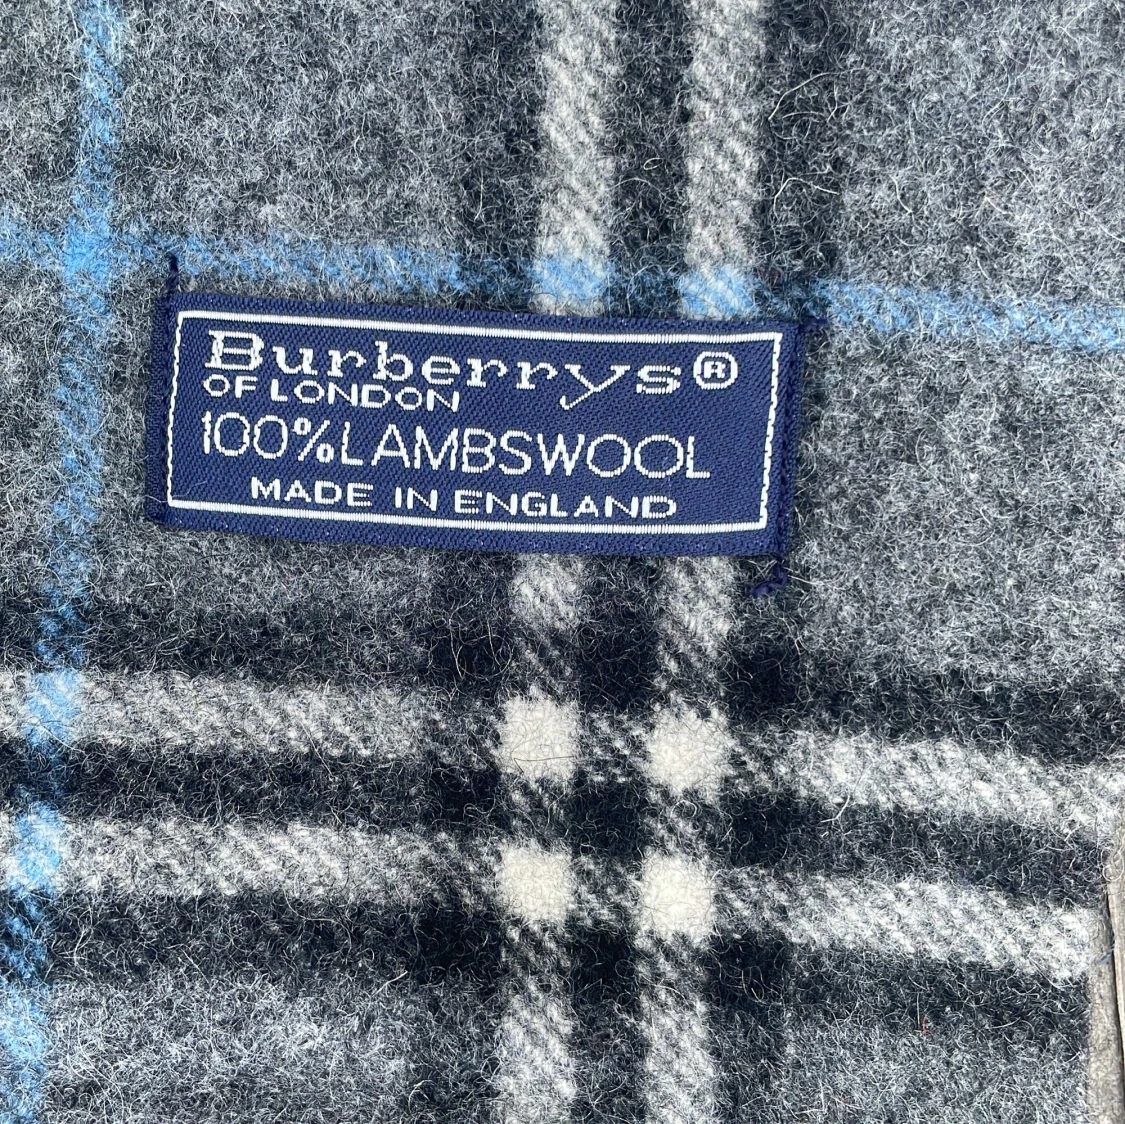 Burberrys®
OF LONDON
100%LAMBSWOOL
MADE IN ENGLAND